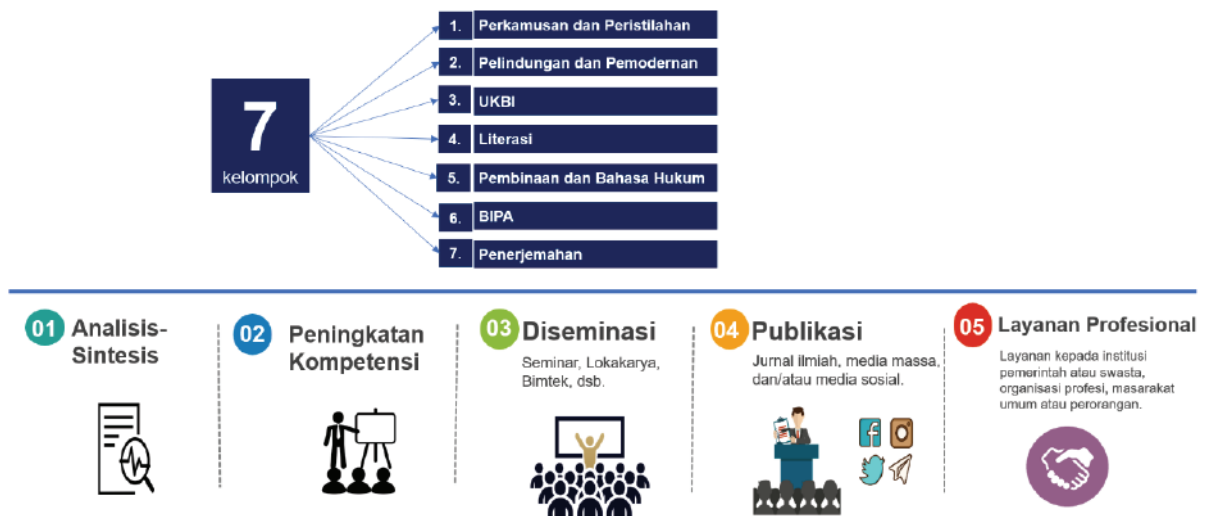 7
kelompok
1. Perkamusan dan Peristilahan
2. Pelindungan dan Pemodernan
3. UKBI
4. Literasi
5. Pembinaan dan Bahasa Hukum
6. BIPA
7. Penerjemahan
01 Analisis-
Sintesis
02 Peningkatan
Kompetensi
03 Diseminasi
Seminar, Lokakarya,
Bimtek, dsb.
04 Publikasi
Jurnal ilmiah, media massa,
dan/atau media sosial.
05 Layanan Profesional
Layanan kepada institusi
pemerintah atau swasta,
organisasi profesi, masarakat
umum atau perorangan.